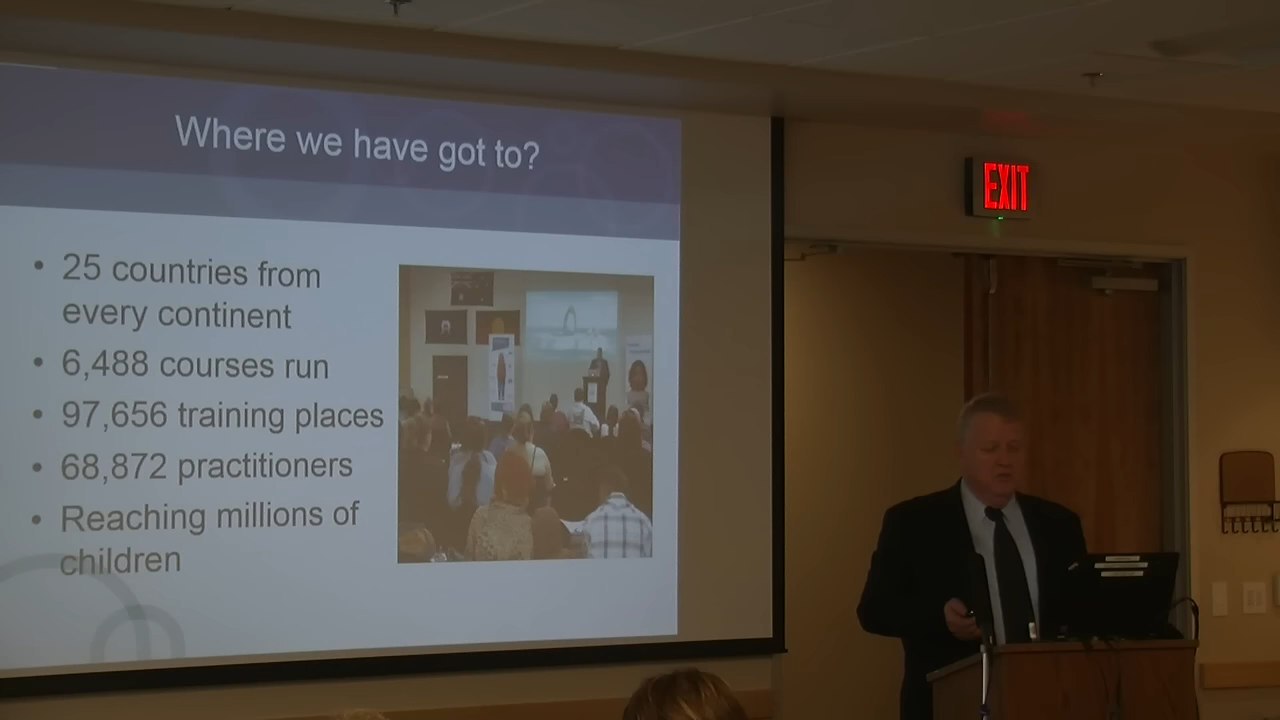 Where we have got to?
• 25 countries from
every continent
• 6,488 courses run
• 97,656 training places
• 68,872 practitioners
• Reaching millions of
children
EXIT